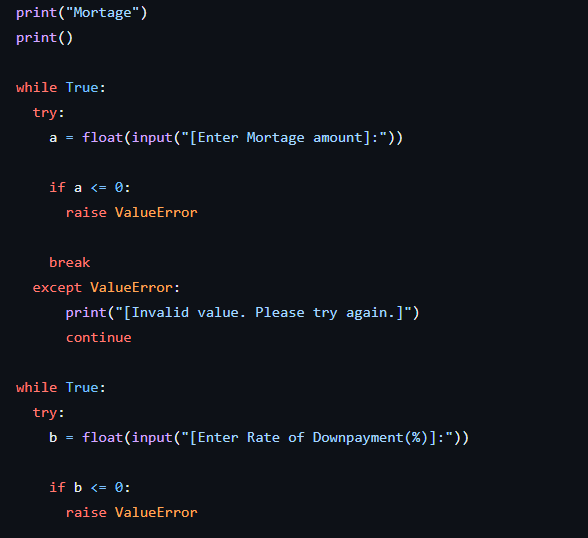 print("Mortage")
print()
while True:
try:
a = float(input("[Enter Mortage amount]:"))
if a <= 0:
raise ValueError
break
except ValueError:
print("[Invalid value. Please try again.]")
continue
while True:
try:
b = float(input("[Enter Rate of Downpayment(%)]:"))
if b <= 0:
raise ValueError